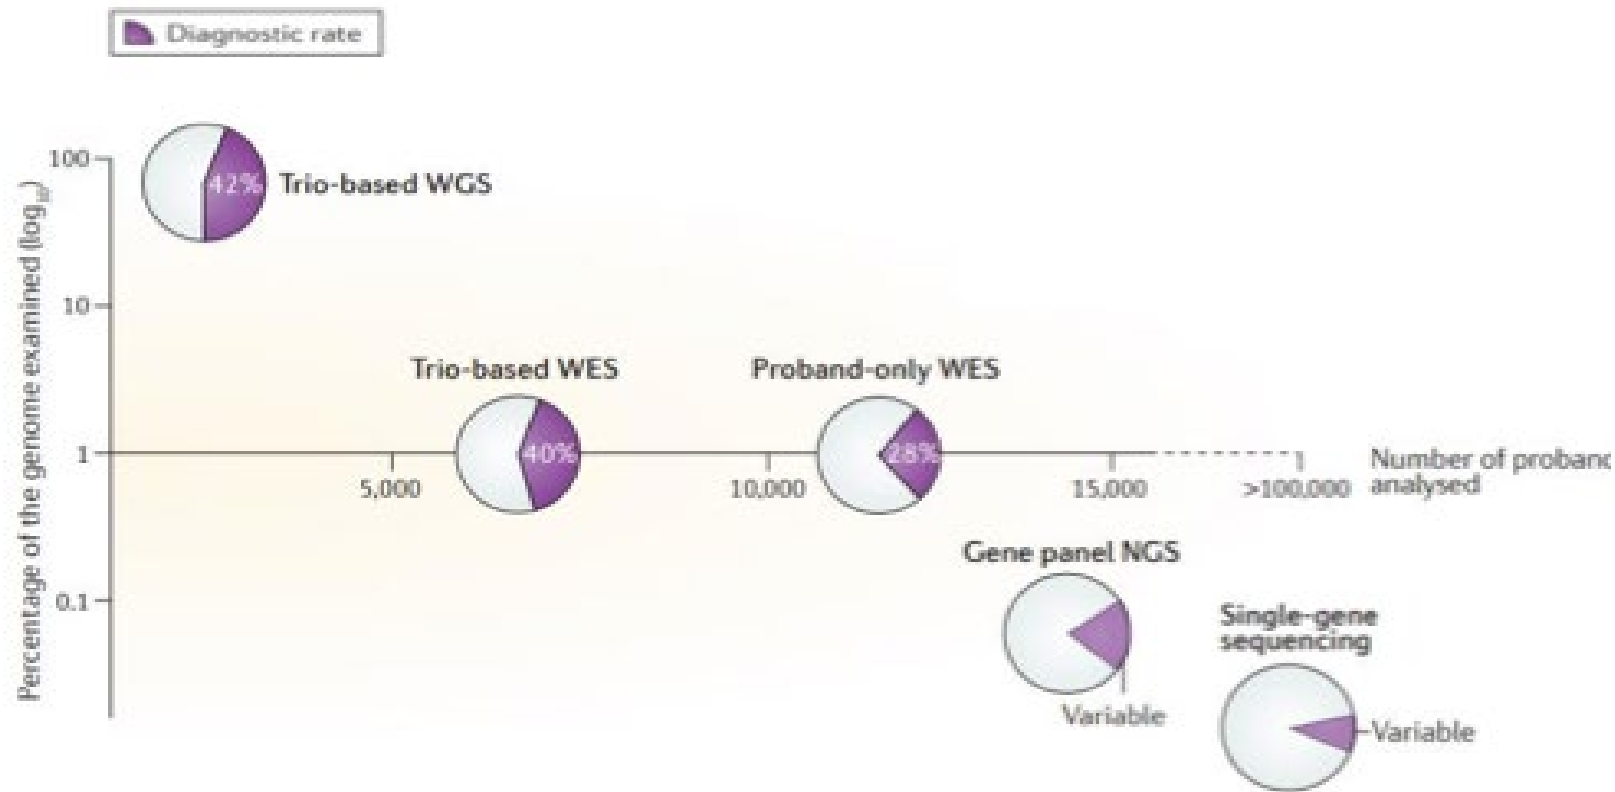 Diagnostic rate
100
42%
Trio-based WGS
Percentage of the genome examined (log10)
10
Trio-based WES
Proband-only WES
1
40%
28%
Number of proband
analysed
5,000
10,000
15,000
>100,000
Gene panel NGS
0.1
Single-gene
sequencing
Variable
Variable